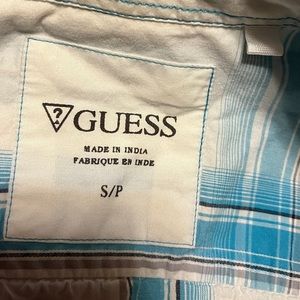 ? GUESS
MADE IN INDIA
FABRIQUE EN INDE
S/P